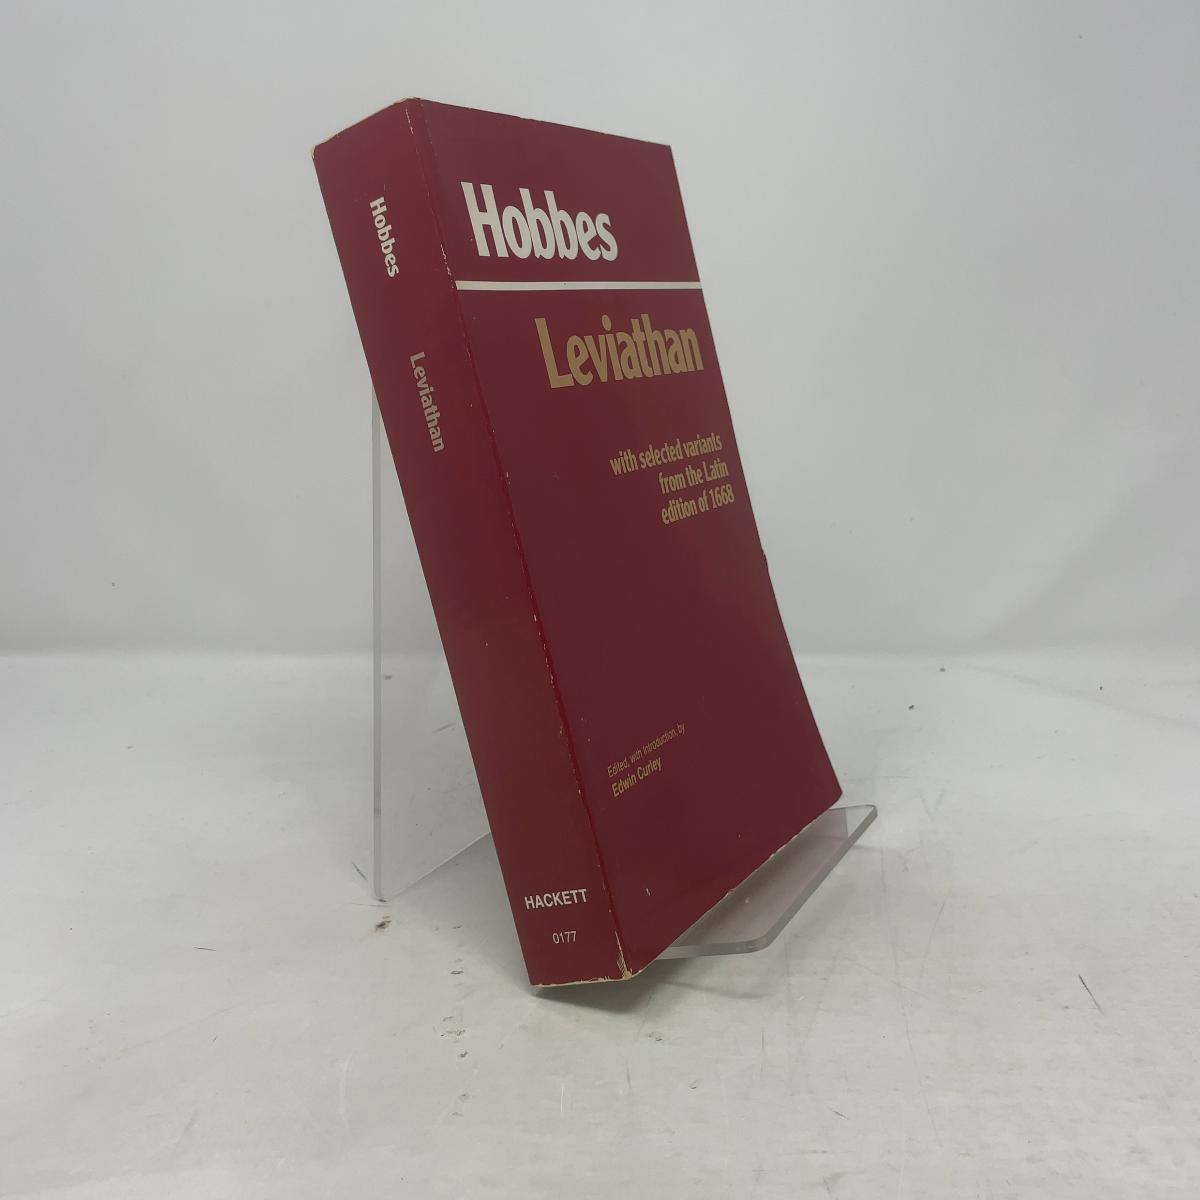 Hobbes
Leviathan
HACKETT
0177
Hobbes
Leviathan
with selected variants
from the Latin
edition of 1668
Edited, with Introduction, by
Edwin Curley